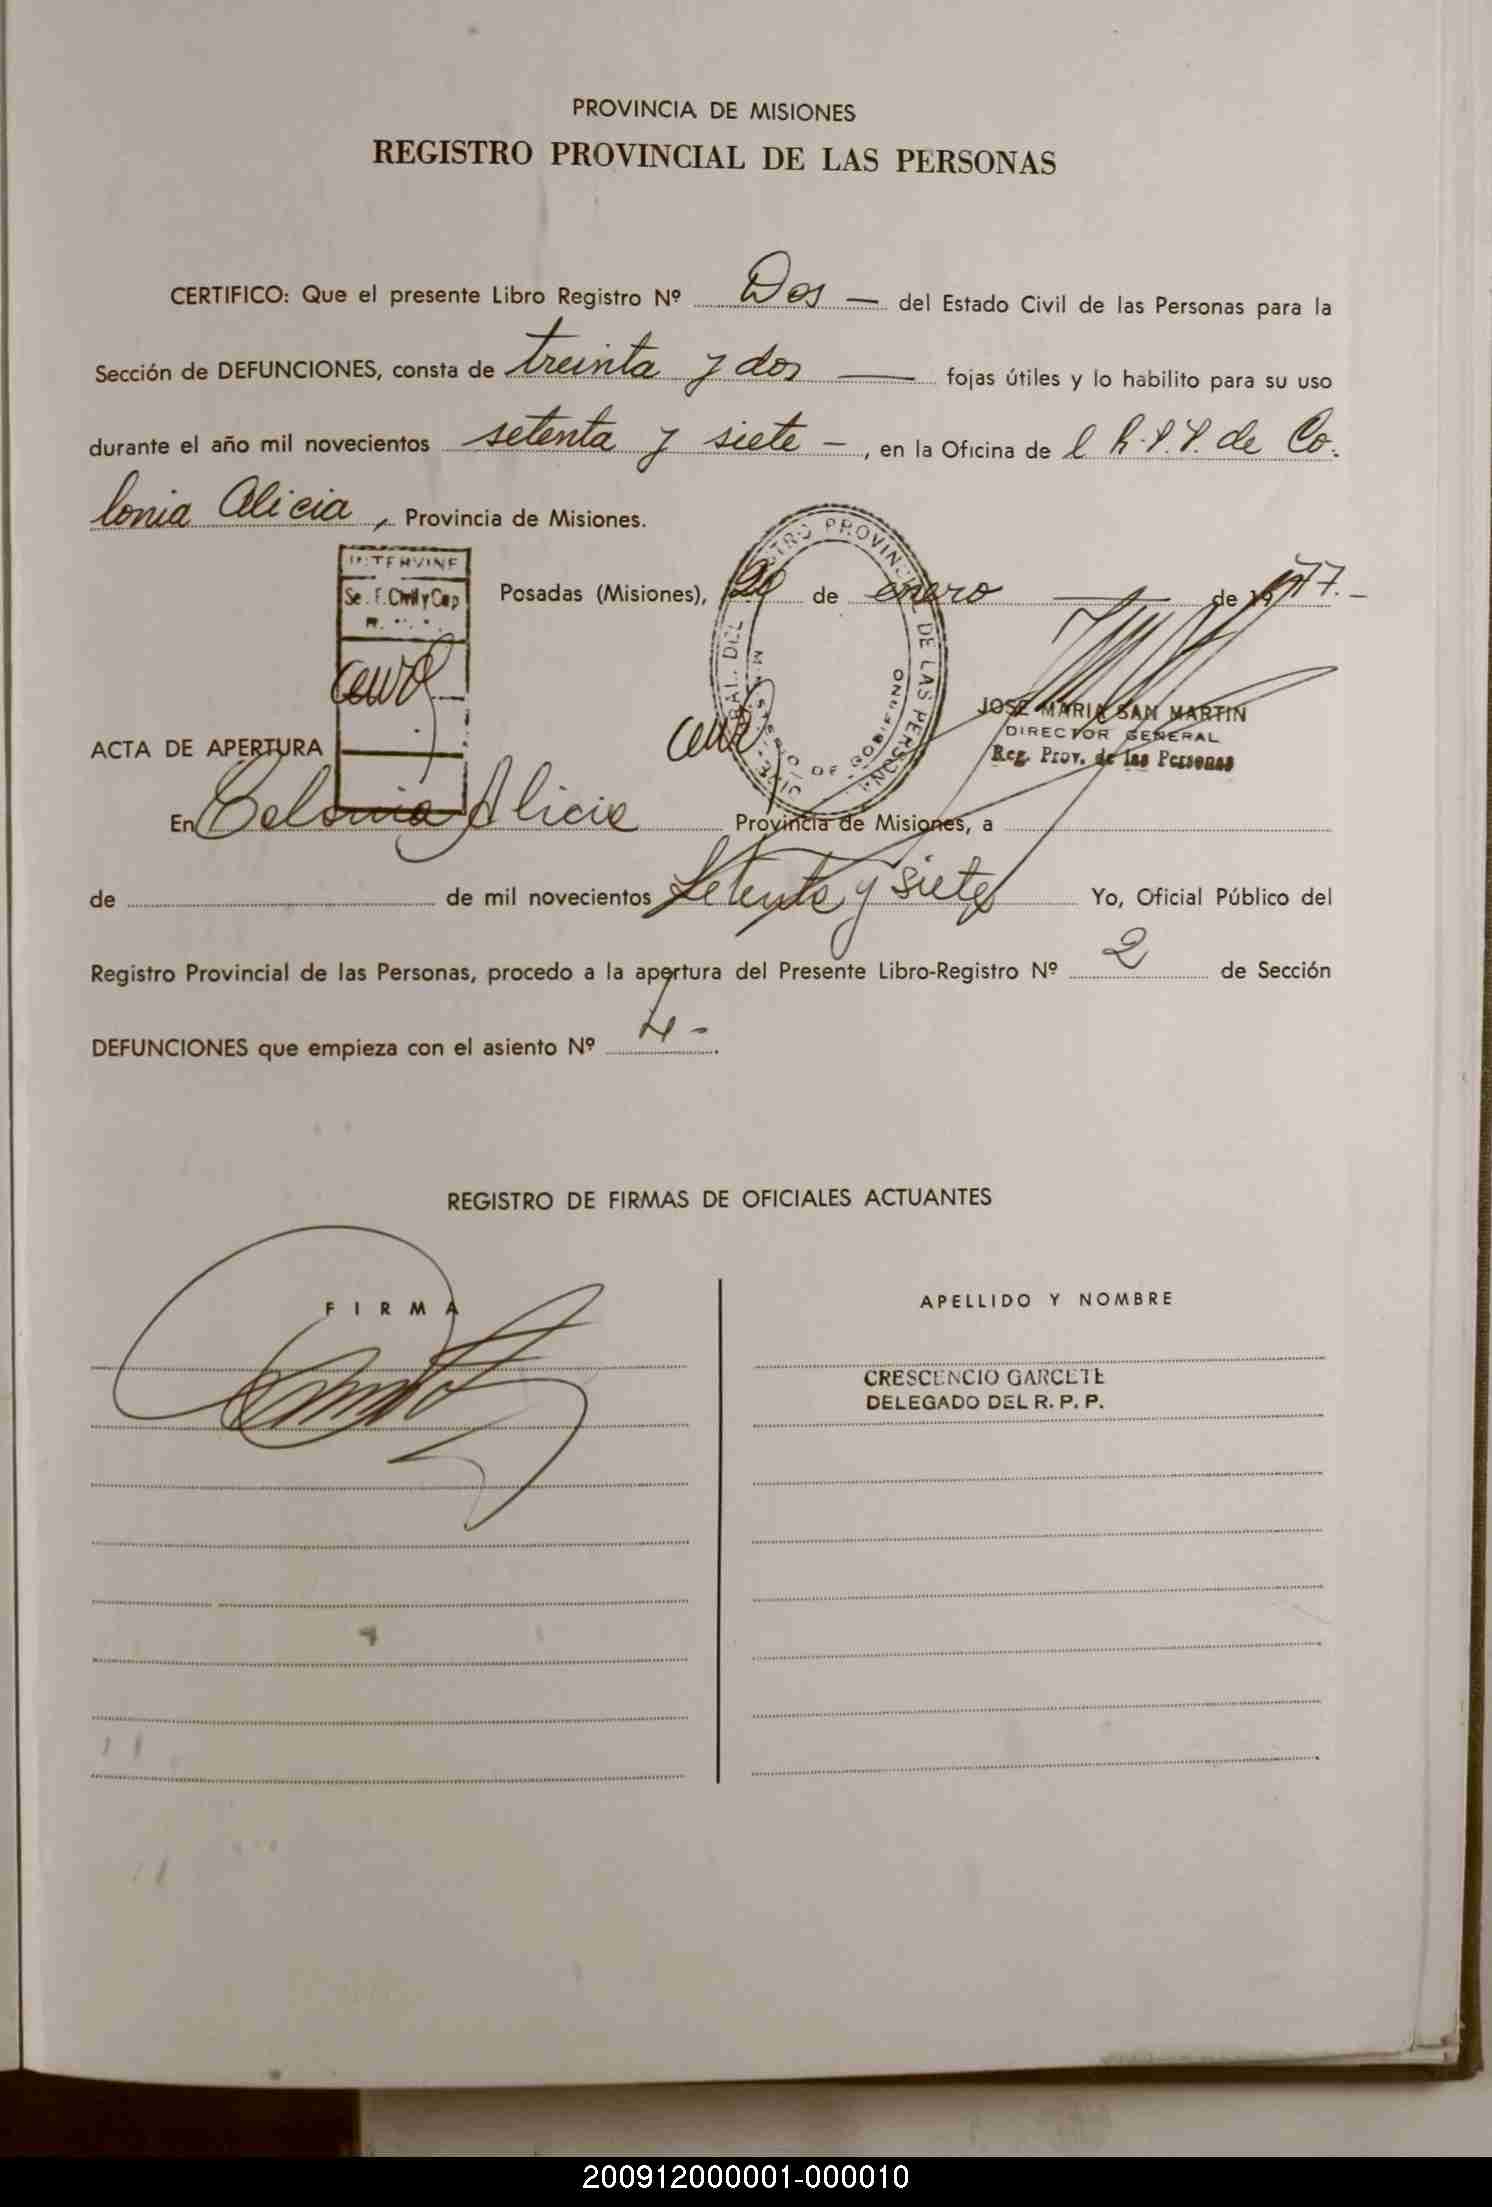 PROVINCIA DE MISIONES
REGISTRO PROVINCIAL DE LAS PERSONAS
CERTIFICO: Que el presente Libro Registro Nº Dos — del Estado Civil de las Personas para la
Sección de DEFUNCIONES, consta de treinta y dos — fojas útiles y lo habilito para su uso
durante el año mil novecientos setenta y siete —, en la Oficina de l R.P.P. de Co-
lonia Alicia, Provincia de Misiones.
INTERVINE
Posadas (Misiones), de enero — de 1977.-
JOSE MARIA SAN MARTIN
DIRECTOR GENERAL
Reg. Prov. de las Personas
ACTA DE APERTURA
En Colonia Alicia Provincia de Misiones, a
de de mil novecientos Setenta y siete Yo, Oficial Público del
Registro Provincial de las Personas, procedo a la apertura del Presente Libro-Registro Nº 2 de Sección
DEFUNCIONES que empieza con el asiento Nº 4-.
REGISTRO DE FIRMAS DE OFICIALES ACTUANTES
FIRMA
APELLIDO Y NOMBRE
CRESCENCIO GARCETE
DELEGADO DEL R. P. P.
200912000001-000010